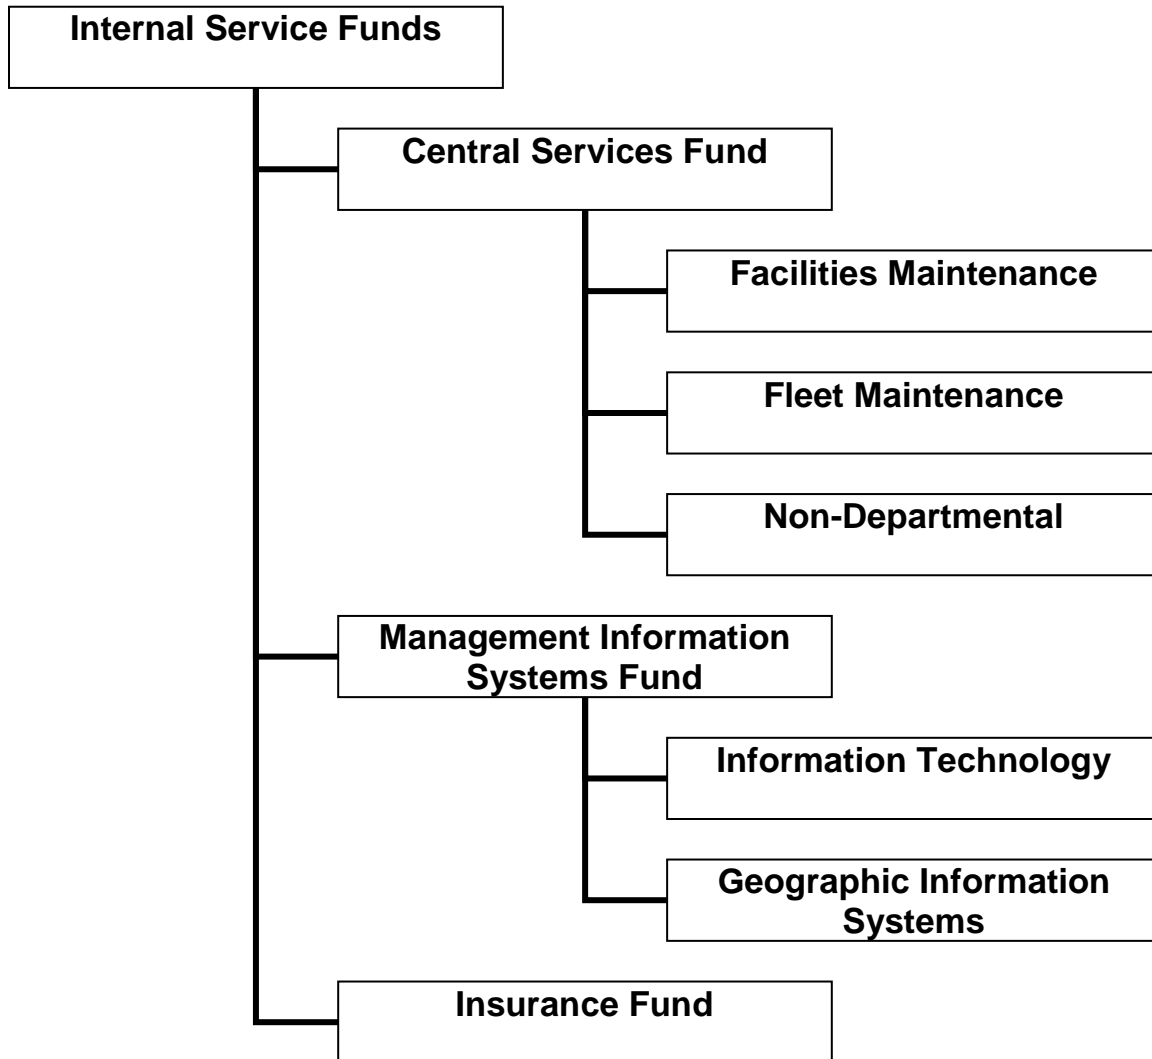 Internal Service Funds
Central Services Fund
Facilities Maintenance
Fleet Maintenance
Non-Departmental
Management Information
Systems Fund
Information Technology
Geographic Information
Systems
Insurance Fund